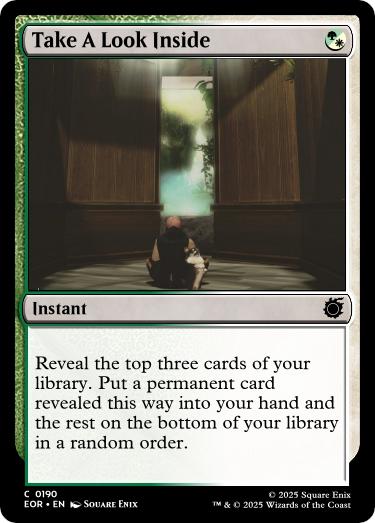 Take A Look Inside
Instant
Reveal the top three cards of your
library. Put a permanent card
revealed this way into your hand and
the rest on the bottom of your library
in a random order.
C 0190
EOR • EN Square Enix
© 2025 Square Enix
™ & © 2025 Wizards of the Coast